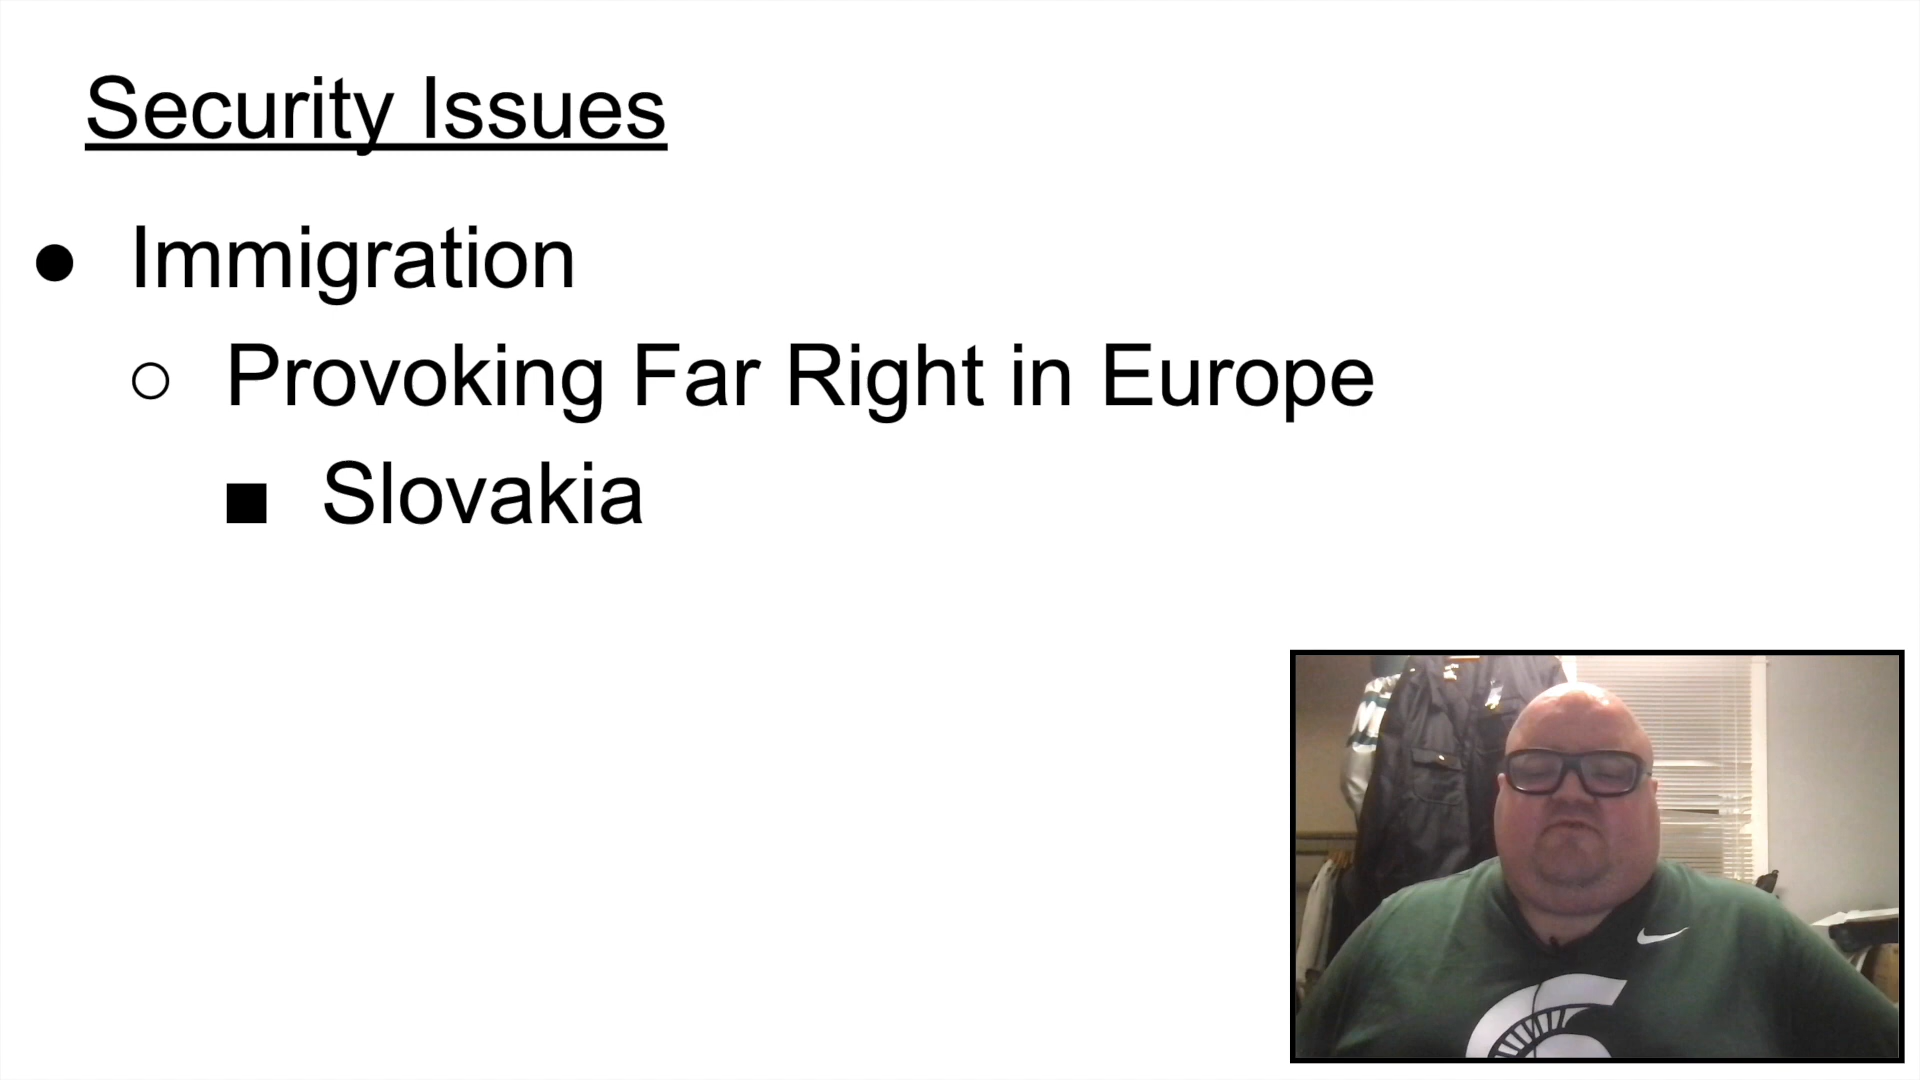 Security Issues
● Immigration
○ Provoking Far Right in Europe
■ Slovakia